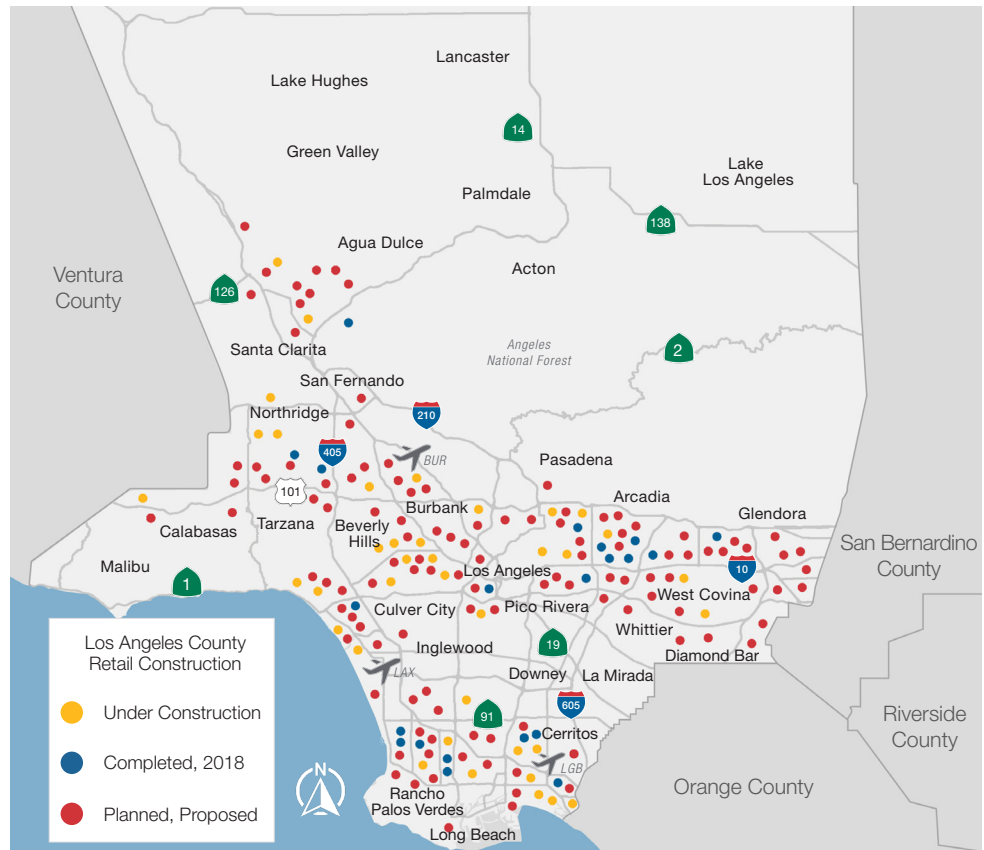 Lancaster
Lake Hughes
14
Green Valley
Lake
Los Angeles
Palmdale
138
Agua Dulce
Ventura
County
Acton
126
Angeles
National Forest
2
Santa Clarita
San Fernando
Northridge
210
405
BUR
Pasadena
101
Arcadia
Burbank
Glendora
Tarzana
Calabasas
Beverly
Hills
San Bernardino
County
Malibu
Los Angeles
10
1
West Covina
Culver City
Pico Rivera
Whittier
Inglewood
19
Diamond Bar
LAX
Downey
La Mirada
605
91
Cerritos
Riverside
County
LGB
Orange County
Rancho
Palos Verdes
Long Beach
N
Los Angeles County
Retail Construction
Under Construction
Completed, 2018
Planned, Proposed